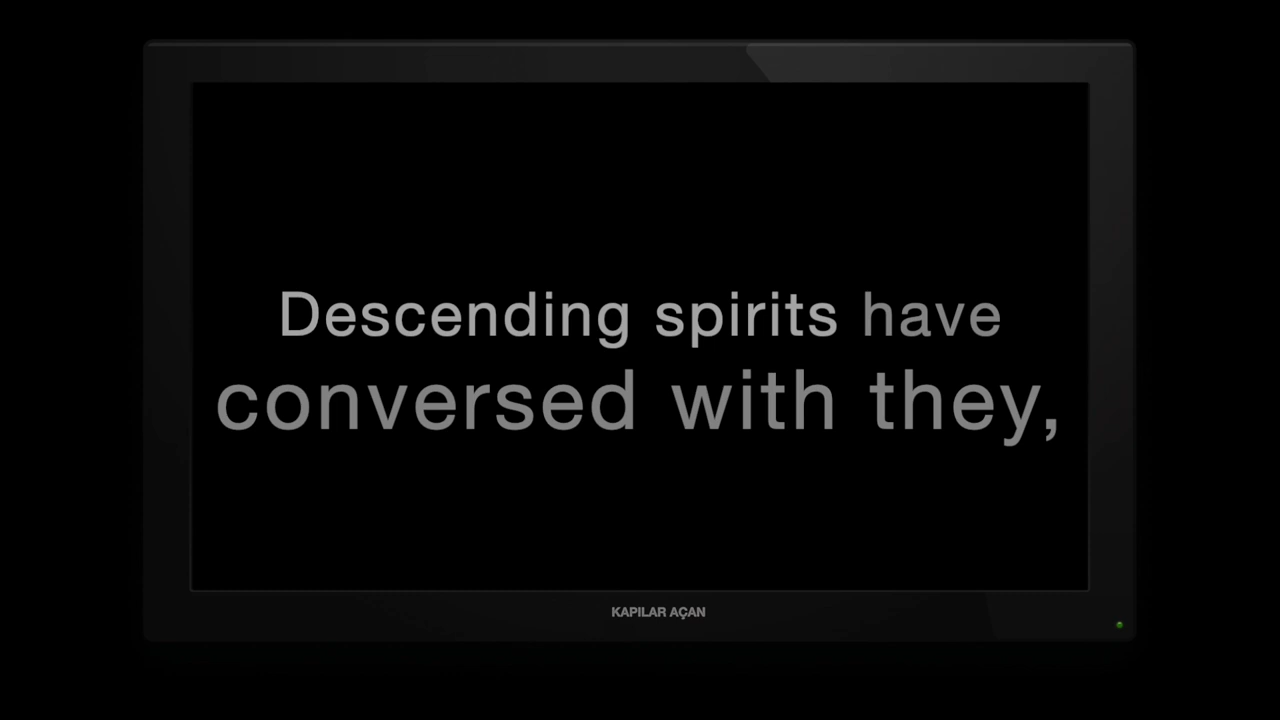 Descending spirits have
conversed with they,
KAPILAR AÇAN